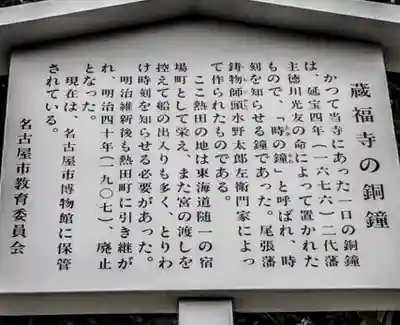 蔵福寺の銅鐘
かつて当寺にあった一口の銅鐘
は、延宝四年（一六七六）二代藩
主徳川光友の命によって置かれた
もので、「時の鐘」と呼ばれ、時
刻を知らせる鐘であった。尾張藩
鋳物師頭水野太郎左衛門家によっ
て作られたものである。
ここ熱田の地は東海道随一の宿
場町として栄え、また宮の渡しを
控えて船の出入りも多く、とりわ
け時刻を知らせる必要があった。
明治維新後も熱田町に引き継が
れ、明治四十年（一九〇七）、廃止
となった。
現在は、名古屋市博物館に保管
されている。
名古屋市教育委員会